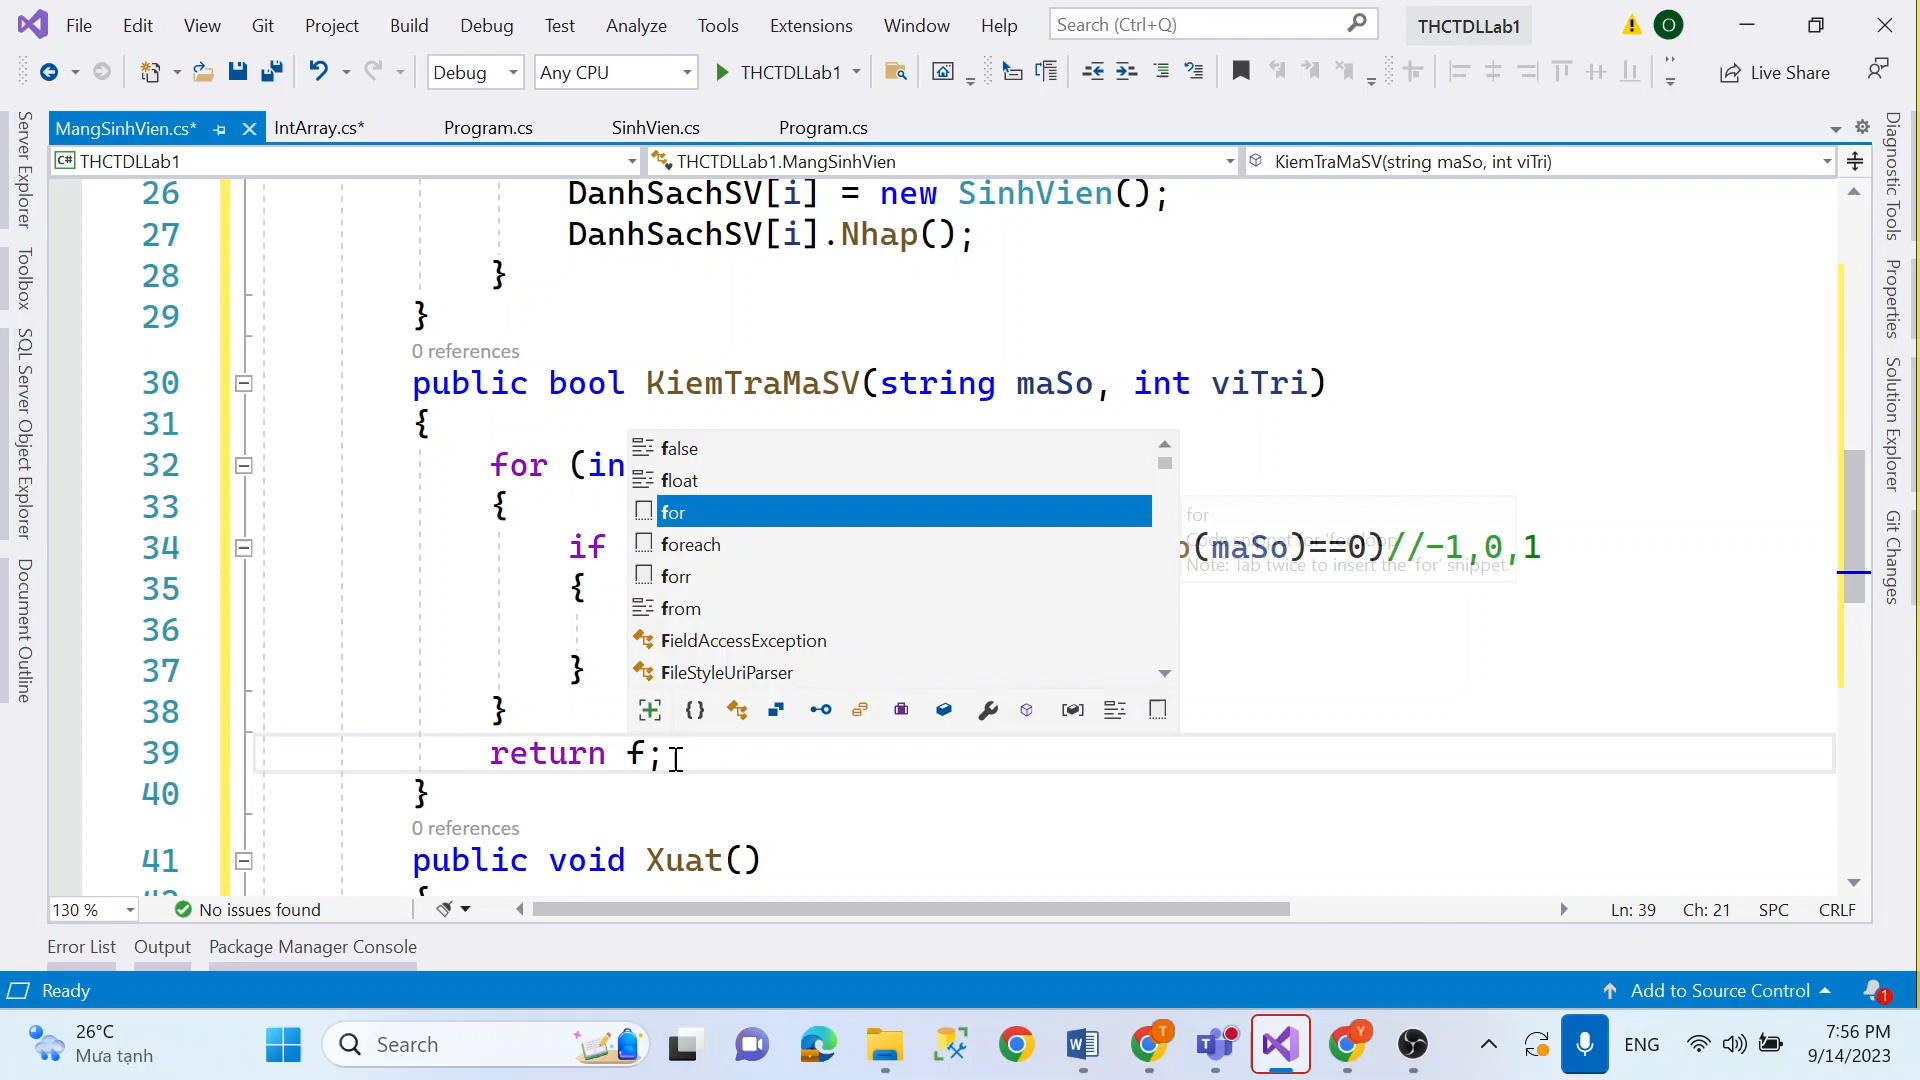 File Edit View Git Project Build Debug Test Analyze Tools Extensions Window Help Search (Ctrl+Q) THCTDLLab1 O
Debug Any CPU THCTDLLab1 Live Share
MangSinhVien.cs* IntArray.cs* Program.cs SinhVien.cs Program.cs
C# THCTDLLab1 THCTDLLab1.MangSinhVien KiemTraMaSV(string maSo, int viTri)
Server Explorer
Toolbox
SQL Server Object Explorer
Document Outline
26 DanhSachSV[i] = new SinhVien();
27 DanhSachSV[i].Nhap();
28 }
29 }
0 references
30 public bool KiemTraMaSV(string maSo, int viTri)
31 {
32 for (in
33 {
34 if (maSo)==0)//-1,0,1
35 {
36
37 }
38 }
39 return f;
40 }
0 references
41 public void Xuat()
{
false
float
for
foreach
forr
from
FieldAccessException
FileStyleUriParser
for
Note: Tab twice to insert the 'for' snippet.
Diagnostic Tools
Properties
Solution Explorer
Git Changes
130 % No issues found Ln: 39 Ch: 21 SPC CRLF
Error List Output Package Manager Console
Ready Add to Source Control 1
26°C
Mưa tạnh
Search
T
Y
ENG
7:56 PM
9/14/2023